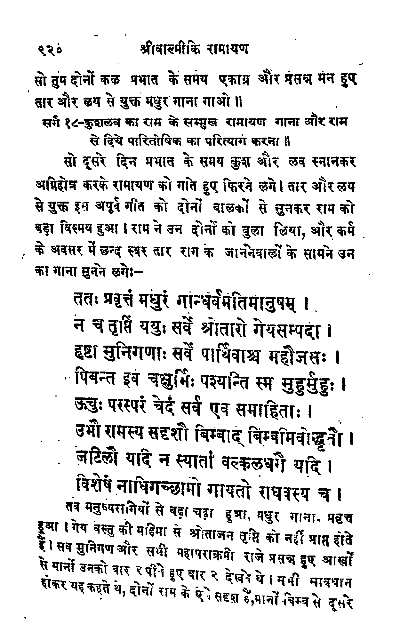 ९२० श्रीवाल्मीकि रामायण
सो तुम दोनों कल प्रभात के समय एकाग्र और प्रसन्न मन हुए
तार और लय से युक्त मधुर गाना गाओ ॥
सर्ग १८-कुशलव का राम के सम्मुख रामायण गाना और राम
से दिये पारितोषिक का परित्याग करना ॥
सो दूसरे दिन प्रभात के समय कुश और लव स्नानकर
अग्निहोत्र करके रामायण को गाते हुए फिरने लगे। तार और लय
से युक्त इस अपूर्व गीत को दोनों बालकों से सुनकर राम को
बड़ा विस्मय हुआ। राम ने उन दोनों को बुला लिया, और कर्म
के अवसर में छन्द स्वर तार राग के जाननेवालों के सामने उन
का गाना सुनने लगे:—
ततः प्रवृत्तं मधुरं गान्धर्वमतिमानुषम् ।
न च तृप्तिं ययुः सर्वे श्रोतारो गेयसम्पदा ।
हृष्टा मुनिगणाः सर्वे पार्थिवाश्च महौजसः ।
पिबन्त इव चक्षुर्भिः पश्यन्ति स्म मुहुर्मुहुः ।
ऊचुः परस्परं चेदं सर्व एव समाहिताः ।
उभौ रामस्य सदृशौ बिम्बाद् बिम्बमिवोद्धृतौ ।
जटिलौ यदि न स्यातां वल्कलधरौ यदि ।
विशेषं नाधिगच्छामो गायतो राघवस्य च ।
तब मनुष्यरागियों से बढ़ा चढ़ा हुआ, मधुर गाना, प्रवृत्त
हुआ। गेय वस्तु की महिमा से श्रोताजन तृप्ति को नहीं प्राप्त होते
हैं। सब मुनिगण और सभी महापराक्रमी राजे प्रसन्न हुए आखों
से मानों उनको बार २ पीते हुए बार २ देखते थे। सभी सावधान
होकर यह कहते थे, दोनों राम के सदृश हैं, मानों बिम्ब से दूसरे